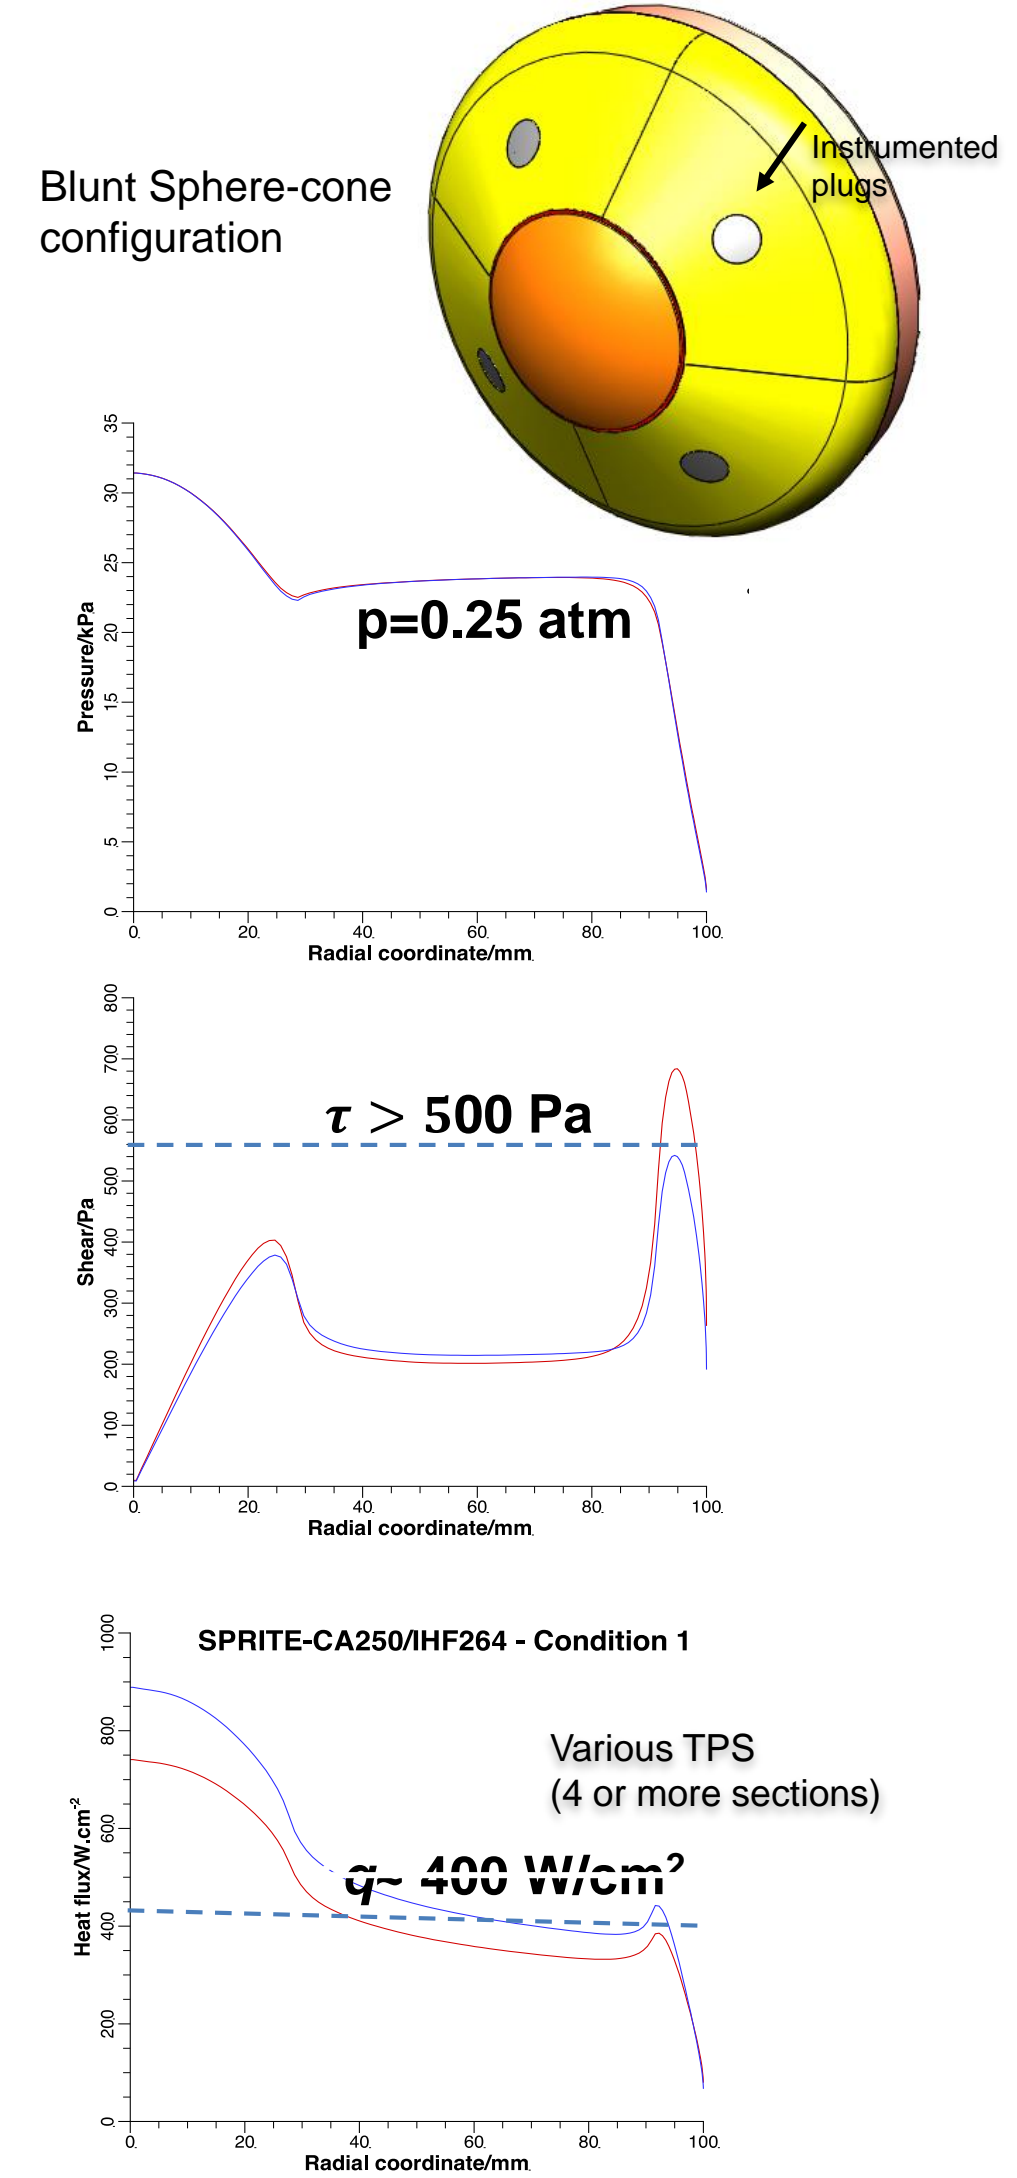 Instrumented
plugs
Blunt Sphere-cone
configuration
35
30
25
20
15
10
5
0
p=0.25 atm
Pressure/kPa
0. 20. 40. 60. 80. 100.
Radial coordinate/mm
800
700
600
500
400
300
200
100
0
τ > 500 Pa
Shear/Pa
0. 20. 40. 60. 80. 100.
Radial coordinate/mm
SPRITE-CA250/IHF264 - Condition 1
1000
800
600
400
200
0
Various TPS
(4 or more sections)
q~ 400 W/cm²
Heat flux/W.cm⁻²
0. 20. 40. 60. 80. 100.
Radial coordinate/mm